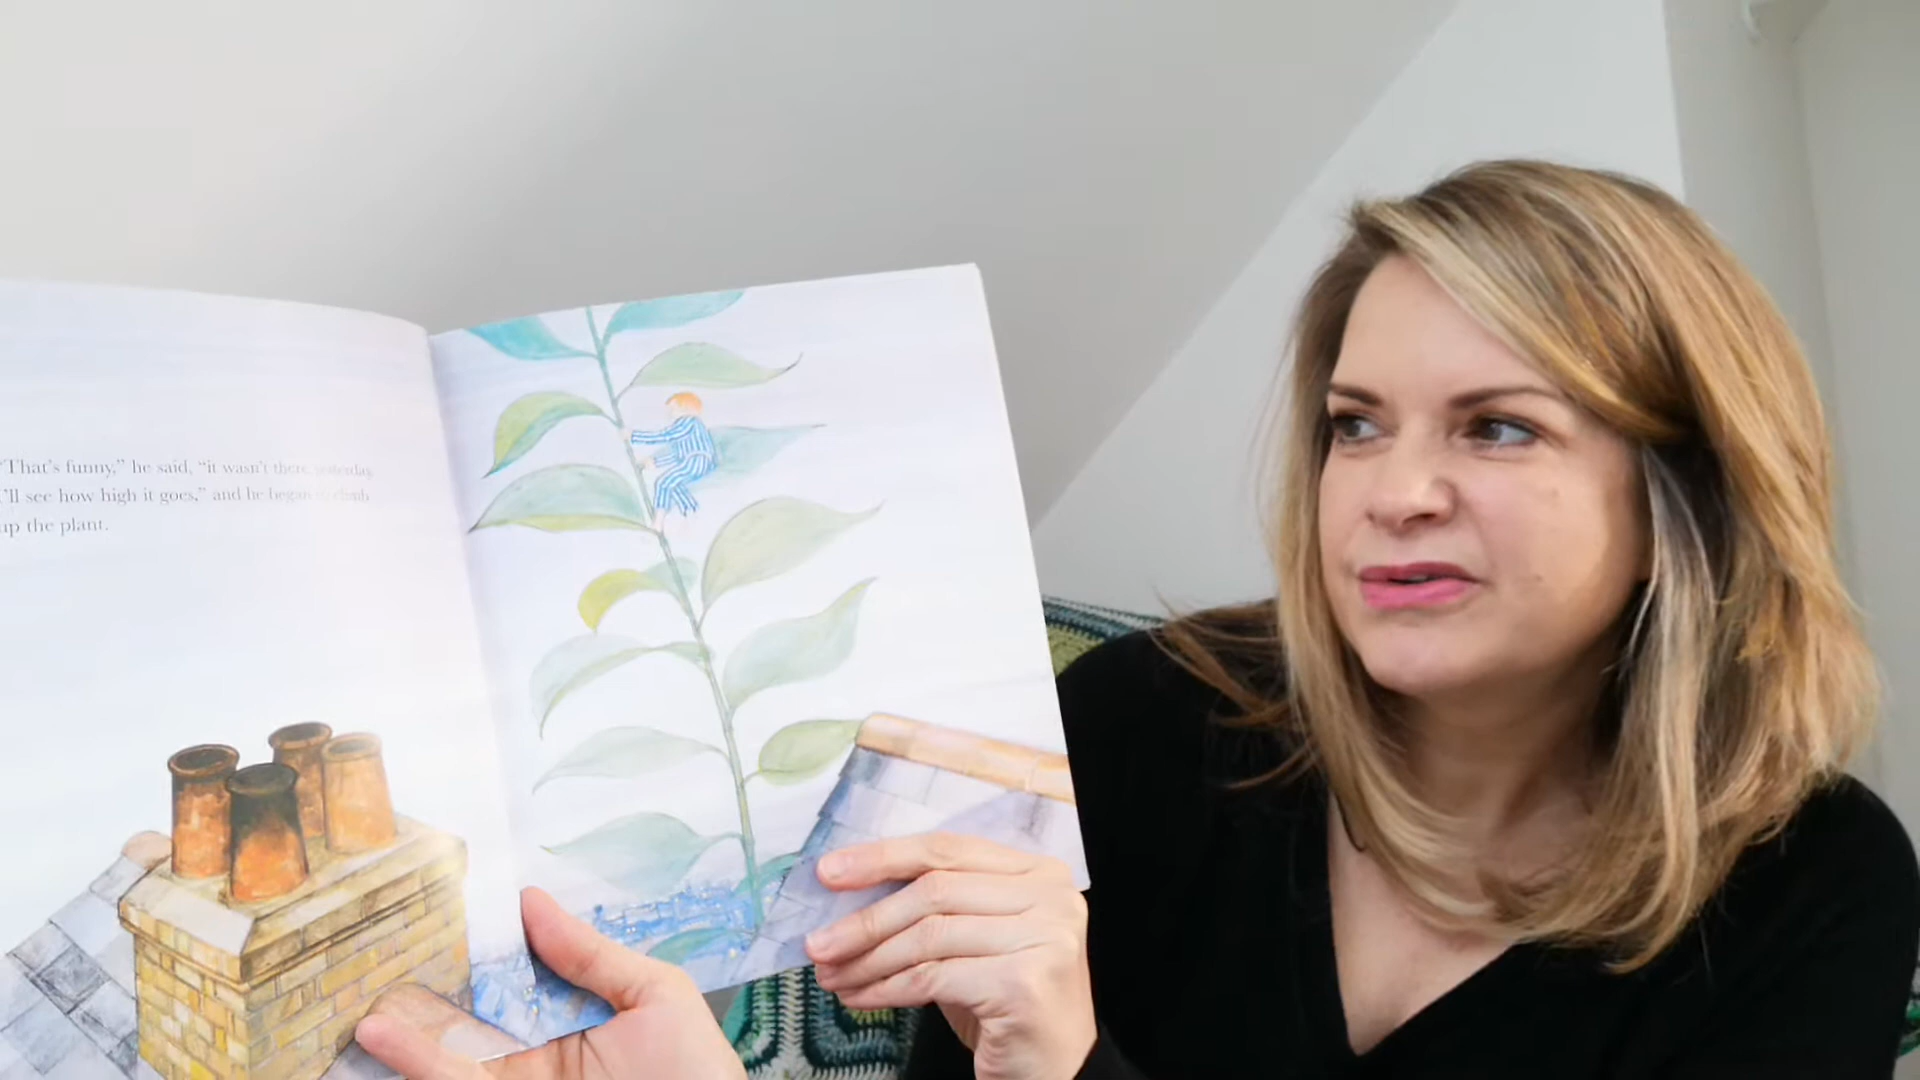 “That’s funny,” he said, “it wasn’t there yesterday.
I’ll see how high it goes,” and he began to climb
up the plant.